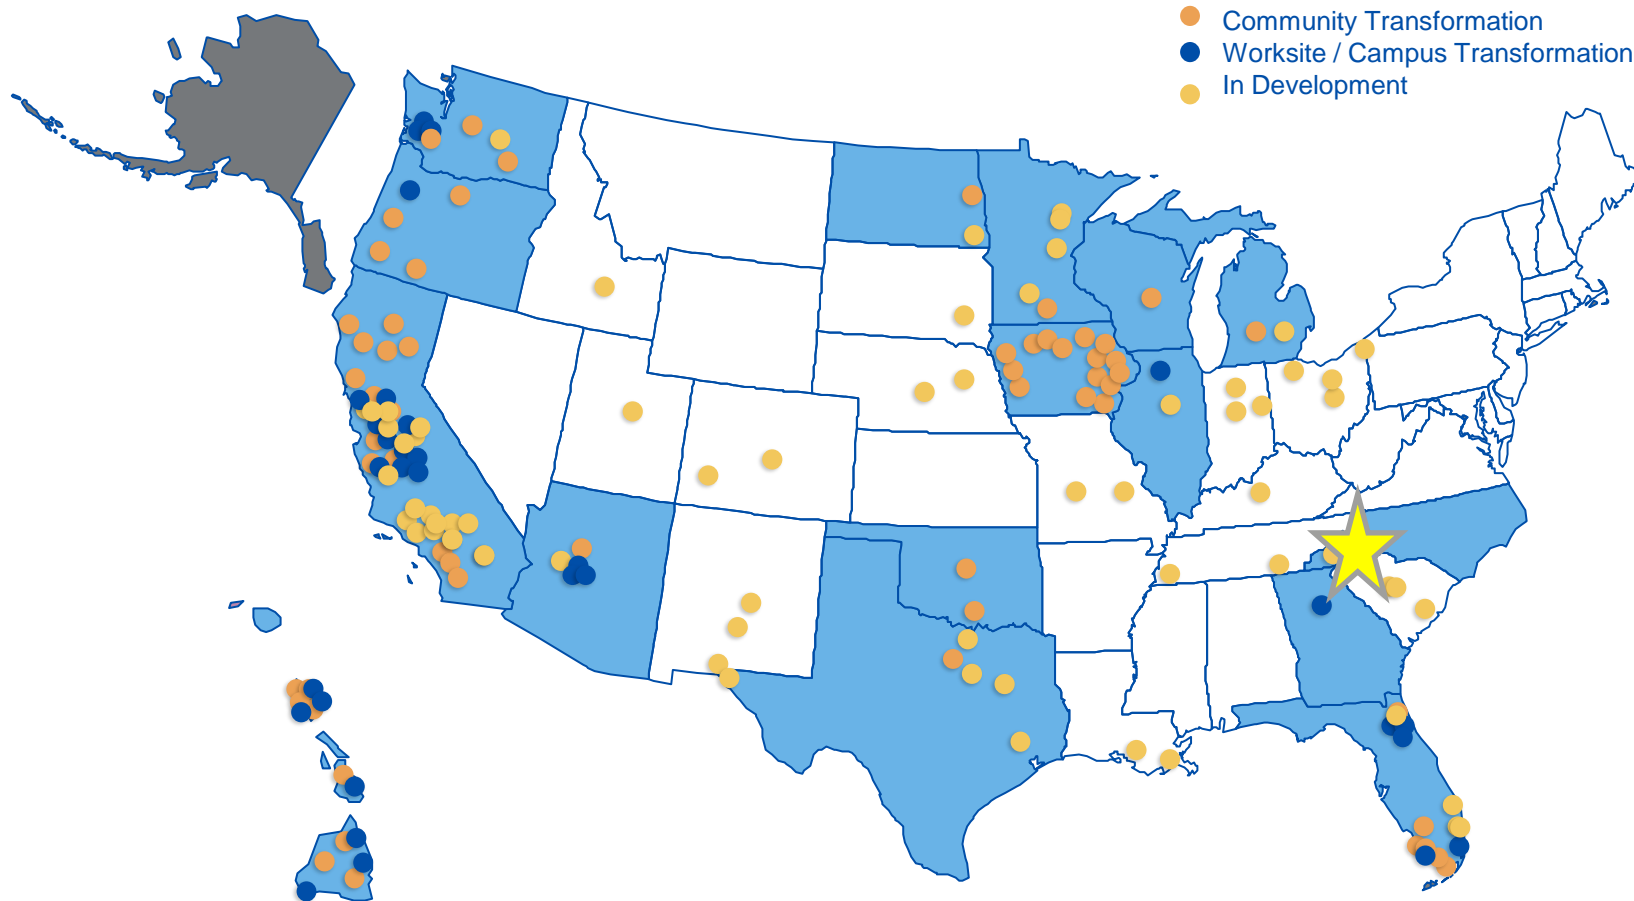 Community Transformation
Worksite / Campus Transformation
In Development